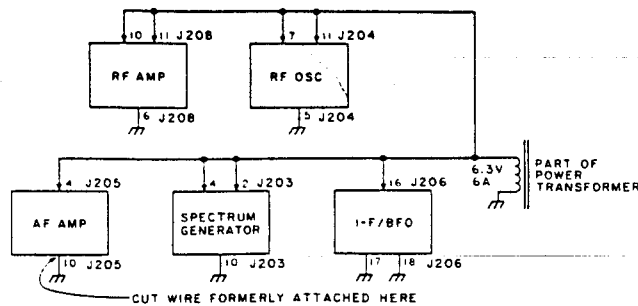 10 11 J208 7 11 J204
RF AMP RF OSC
6 J208 5 J204
6.3V
6A
PART OF
POWER
TRANSFORMER
4 J205 4 2 J203 16 J206
AF AMP SPECTRUM
GENERATOR I-F/BFO
10 J205 10 J203 17 18 J206
CUT WIRE FORMERLY ATTACHED HERE